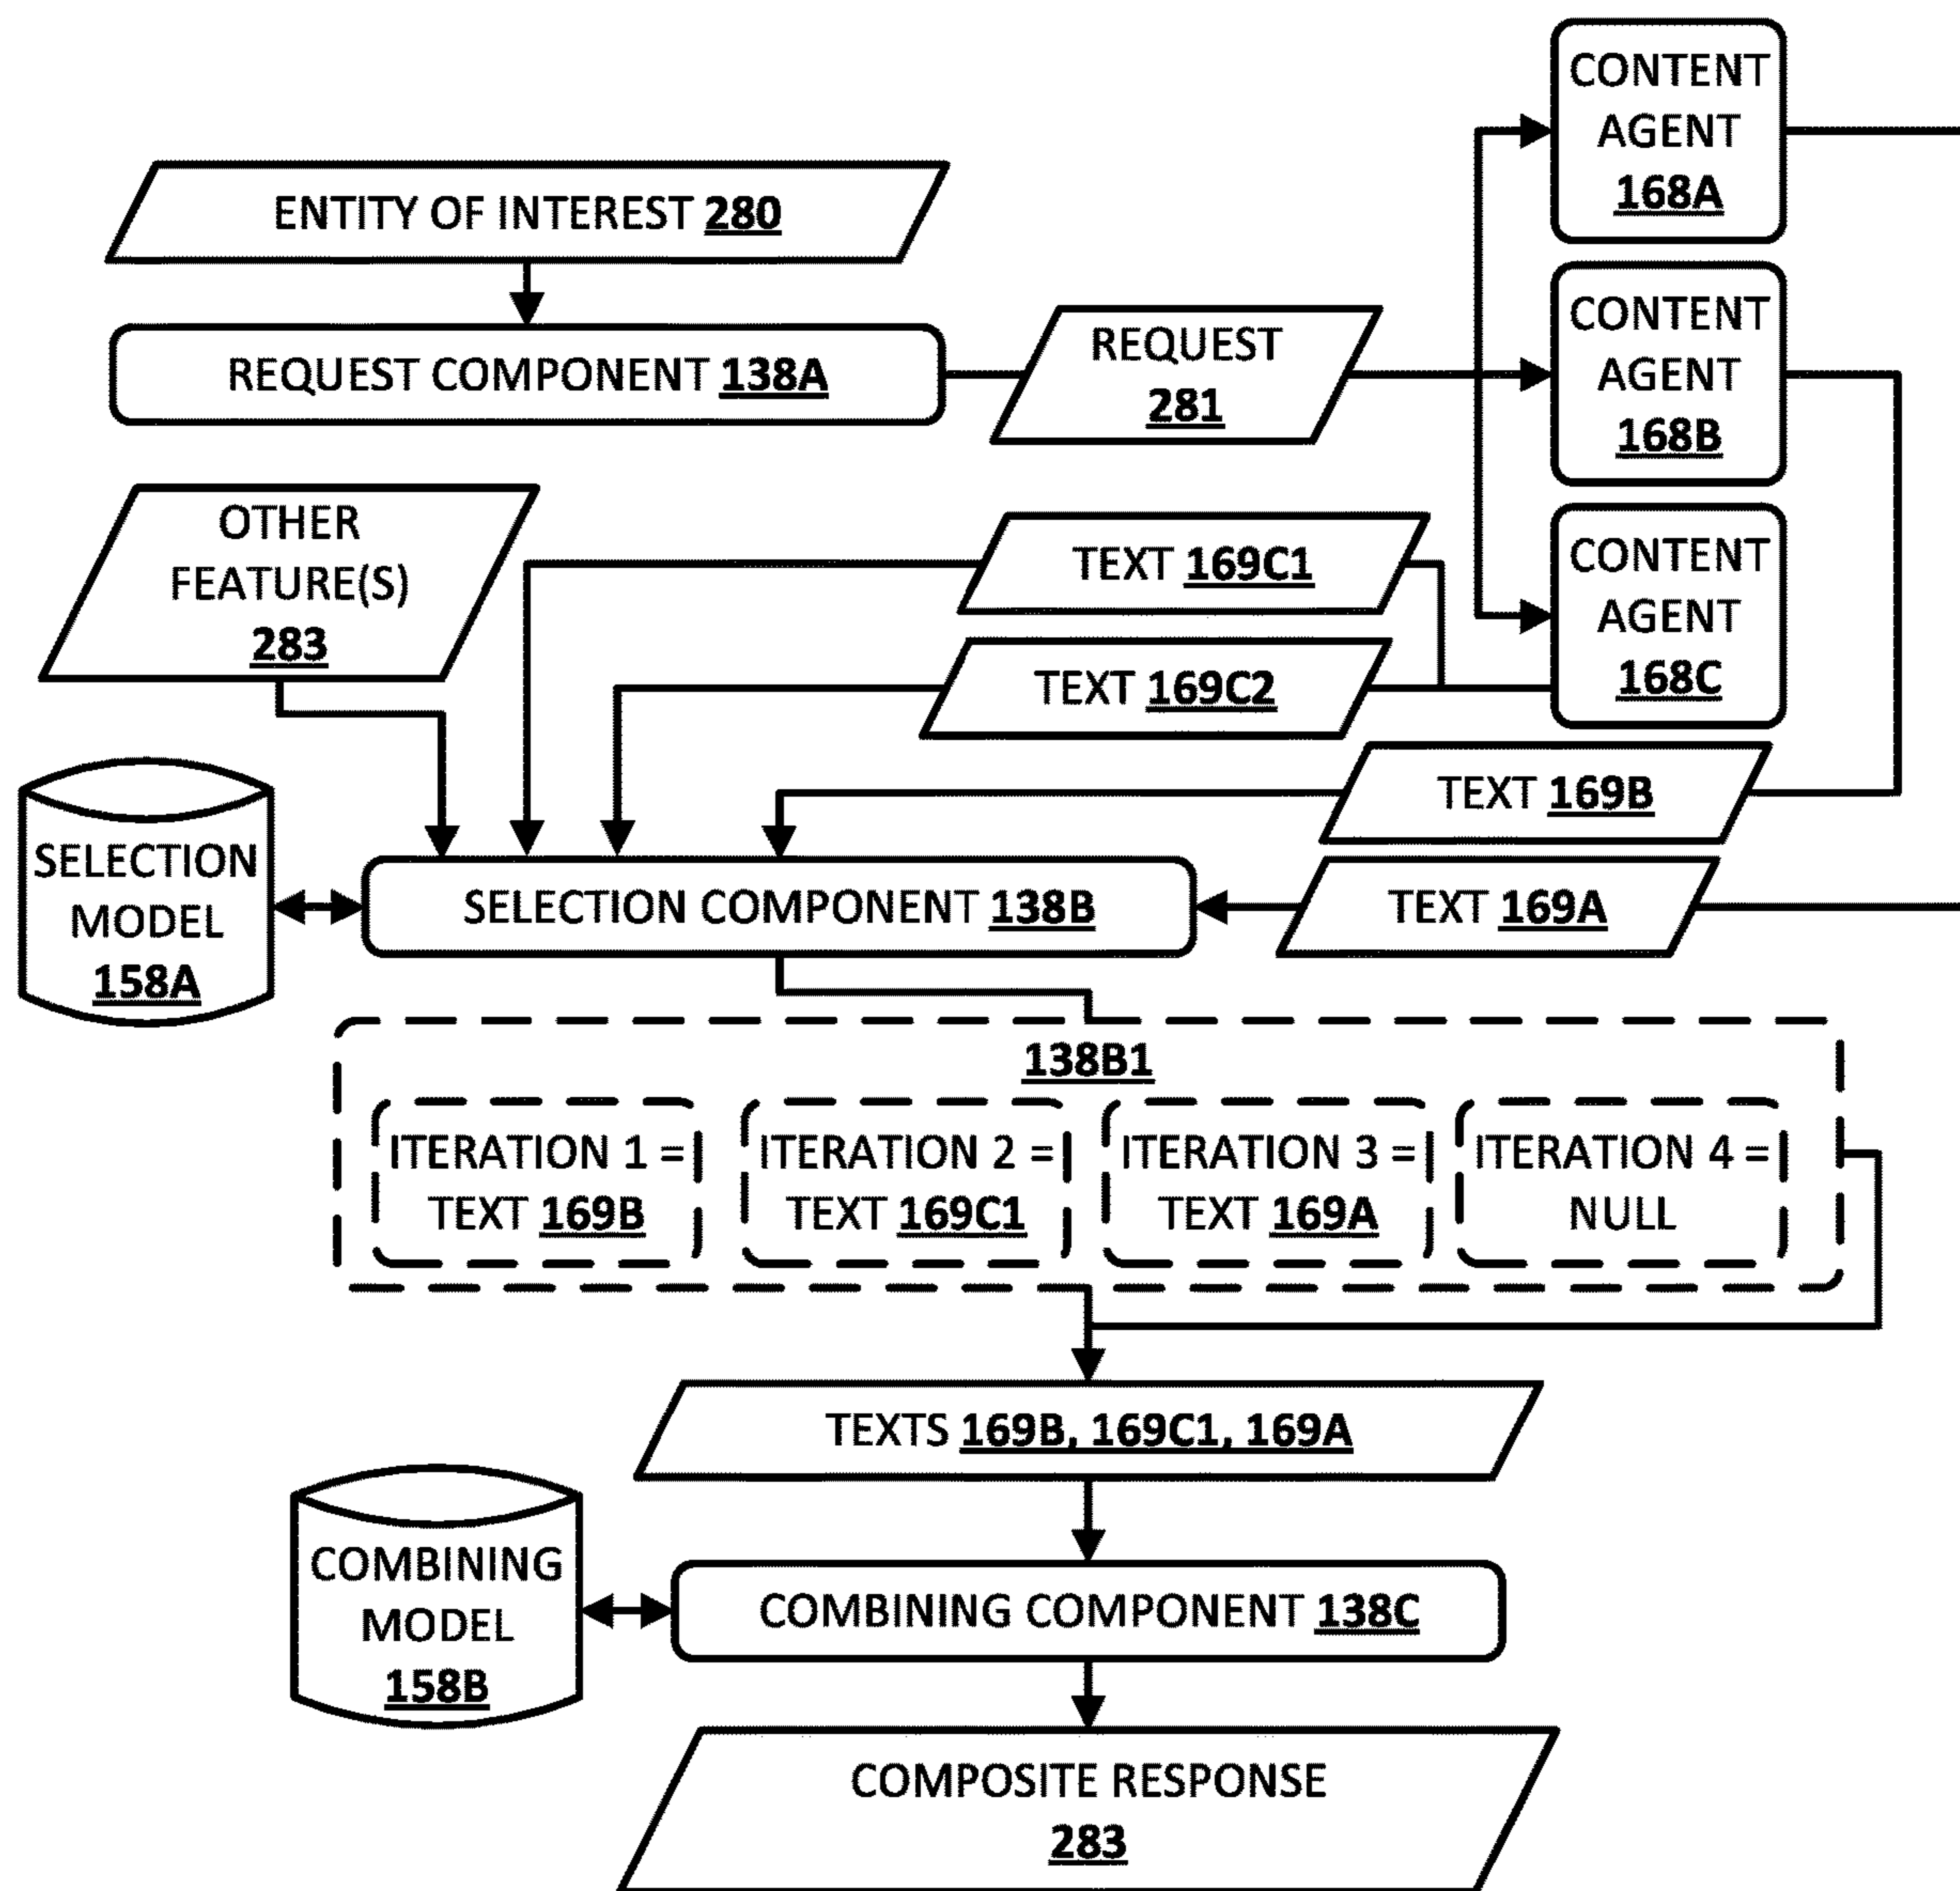 CONTENT
AGENT
168A
ENTITY OF INTEREST 280
CONTENT
AGENT
168B
REQUEST COMPONENT 138A
REQUEST
281
OTHER
FEATURE(S)
283
TEXT 169C1
CONTENT
AGENT
168C
TEXT 169C2
TEXT 169B
SELECTION
MODEL
158A
SELECTION COMPONENT 138B
TEXT 169A
138B1
ITERATION 1 =
TEXT 169B
ITERATION 2 =
TEXT 169C1
ITERATION 3 =
TEXT 169A
ITERATION 4 =
NULL
TEXTS 169B, 169C1, 169A
COMBINING
MODEL
158B
COMBINING COMPONENT 138C
COMPOSITE RESPONSE
283